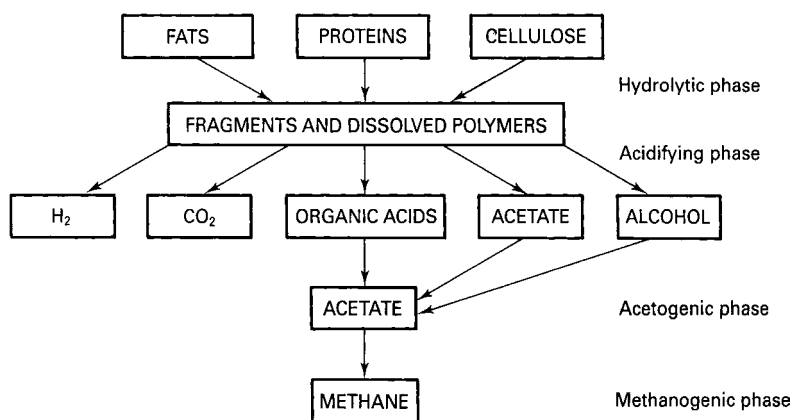 FATS
PROTEINS
CELLULOSE
Hydrolytic phase
FRAGMENTS AND DISSOLVED POLYMERS
Acidifying phase
H₂
CO₂
ORGANIC ACIDS
ACETATE
ALCOHOL
ACETATE
Acetogenic phase
METHANE
Methanogenic phase